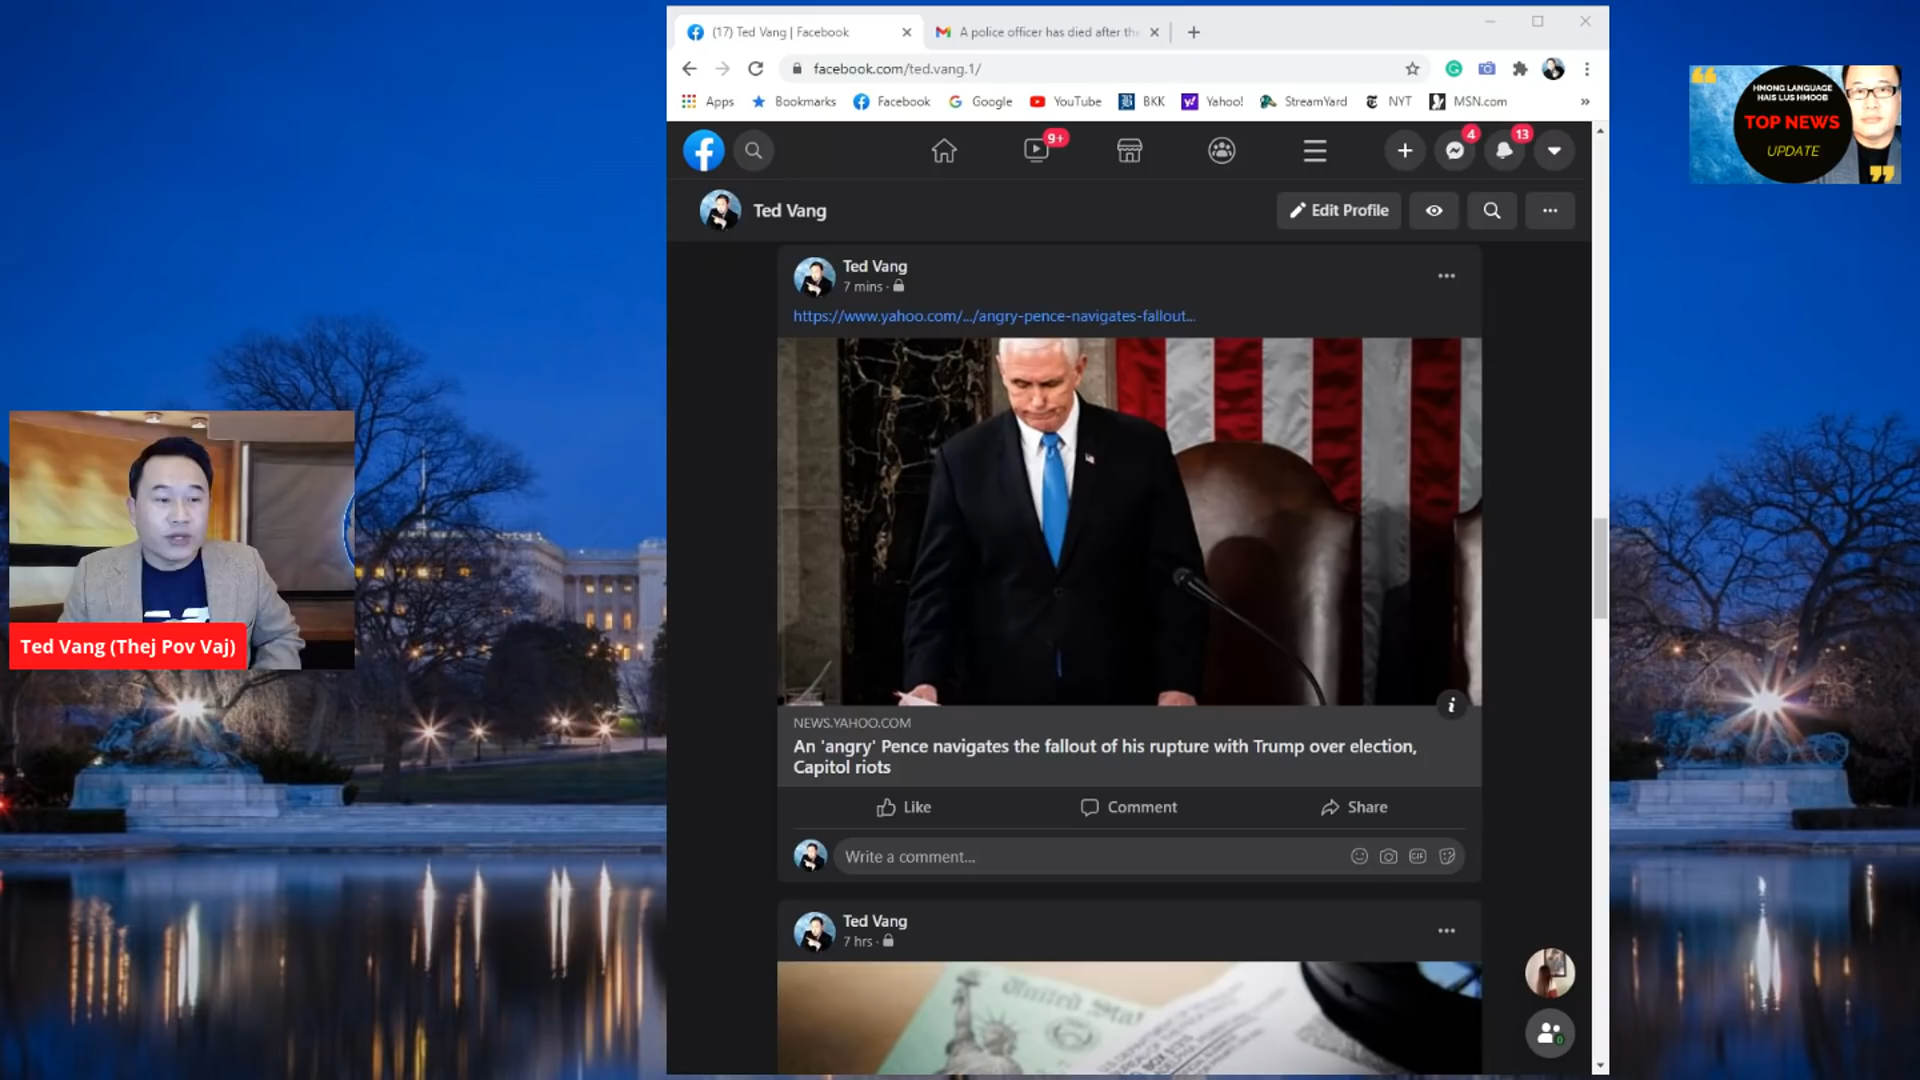 (17) Ted Vang | Facebook
A police officer has died after the
facebook.com/ted.vang.1/
Apps
Bookmarks
Facebook
Google
YouTube
BKK
Yahoo!
StreamYard
NYT
MSN.com
9+
4
13
Ted Vang
Edit Profile
Ted Vang
7 mins ·
https://www.yahoo.com/.../angry-pence-navigates-fallout...
NEWS.YAHOO.COM
An 'angry' Pence navigates the fallout of his rupture with Trump over election,
Capitol riots
Like
Comment
Share
Write a comment...
GIF
Ted Vang
7 hrs ·
United Sta
0
Ted Vang (Thej Pov Vaj)
HMONG LANGUAGE
HAIS LUS HMOOB
TOP NEWS
UPDATE